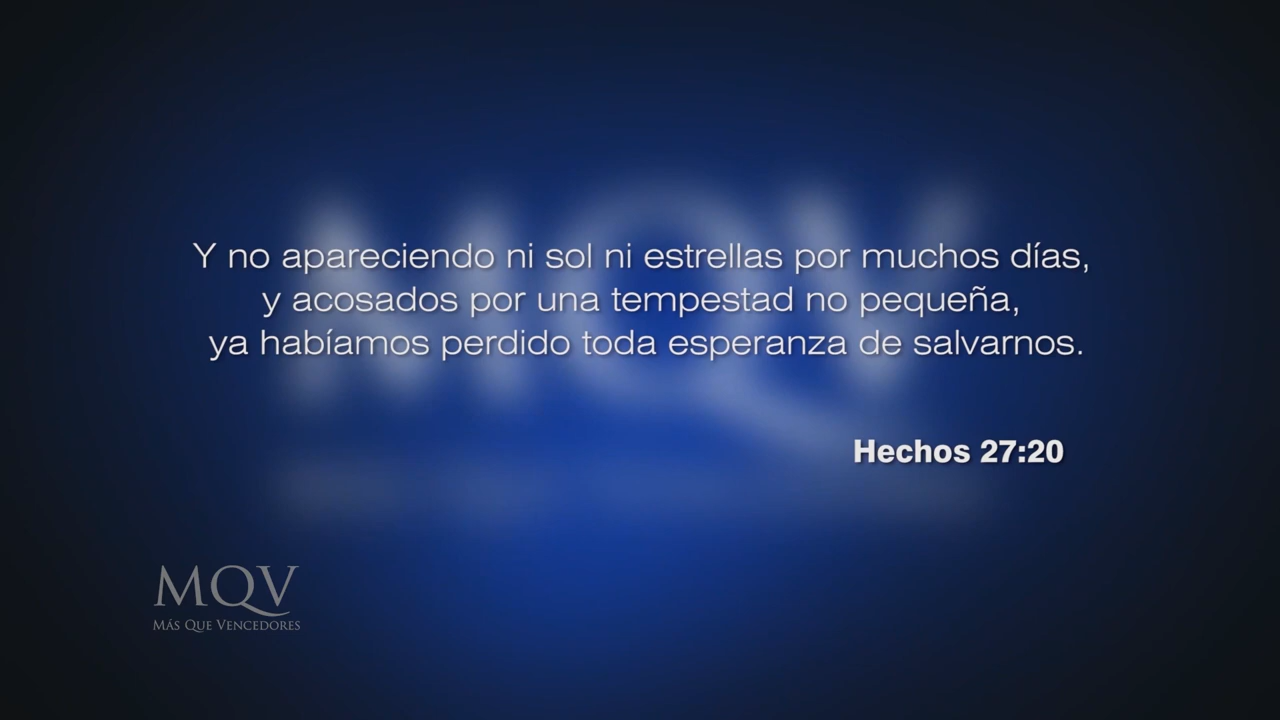 Y no apareciendo ni sol ni estrellas por muchos días,
y acosados por una tempestad no pequeña,
ya habíamos perdido toda esperanza de salvarnos.
Hechos 27:20
MQV
MÁS QUE VENCEDORES